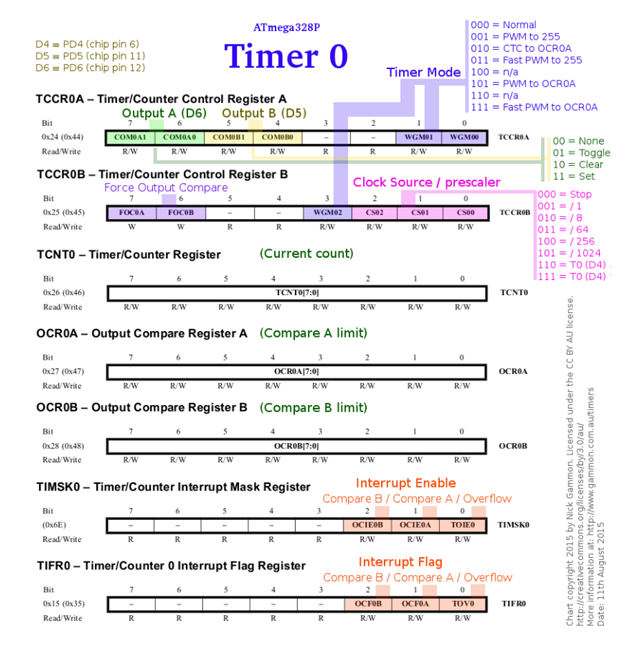 ATmega328P
Timer 0
D4 = PD4 (chip pin 6)
D5 = PD5 (chip pin 11)
D6 = PD6 (chip pin 12)
Timer Mode
000 = Normal
001 = PWM to 255
010 = CTC to OCR0A
011 = Fast PWM to 255
100 = n/a
101 = PWM to OCR0A
110 = n/a
111 = Fast PWM to OCR0A
TCCR0A – Timer/Counter Control Register A
Output A (D6) Output B (D5)
Bit 7 6 5 4 3 2 1 0
0x24 (0x44) COM0A1 COM0A0 COM0B1 COM0B0 – – WGM01 WGM00 TCCR0A
Read/Write R/W R/W R/W R/W R R R/W R/W
00 = None
01 = Toggle
10 = Clear
11 = Set
TCCR0B – Timer/Counter Control Register B
Force Output Compare
Clock Source / prescaler
Bit 7 6 5 4 3 2 1 0
0x25 (0x45) FOC0A FOC0B – – WGM02 CS02 CS01 CS00 TCCR0B
Read/Write W W R R R/W R/W R/W R/W
000 = Stop
001 = / 1
010 = / 8
011 = / 64
100 = / 256
101 = / 1024
110 = T0 (D4)
111 = T0 (D4)
TCNT0 – Timer/Counter Register (Current count)
Bit 7 6 5 4 3 2 1 0
0x26 (0x46) TCNT0[7:0] TCNT0
Read/Write R/W R/W R/W R/W R/W R/W R/W R/W
OCR0A – Output Compare Register A (Compare A limit)
Bit 7 6 5 4 3 2 1 0
0x27 (0x47) OCR0A[7:0] OCR0A
Read/Write R/W R/W R/W R/W R/W R/W R/W R/W
OCR0B – Output Compare Register B (Compare B limit)
Bit 7 6 5 4 3 2 1 0
0x28 (0x48) OCR0B[7:0] OCR0B
Read/Write R/W R/W R/W R/W R/W R/W R/W R/W
TIMSK0 – Timer/Counter Interrupt Mask Register
Interrupt Enable
Compare B / Compare A / Overflow
Bit 7 6 5 4 3 2 1 0
(0x6E) – – – – – OCIE0B OCIE0A TOIE0 TIMSK0
Read/Write R R R R R R/W R/W R/W
TIFR0 – Timer/Counter 0 Interrupt Flag Register
Interrupt Flag
Compare B / Compare A / Overflow
Bit 7 6 5 4 3 2 1 0
0x15 (0x35) – – – – – OCF0B OCF0A TOV0 TIFR0
Read/Write R R R R R R/W R/W R/W
Chart copyright 2015 by Nick Gammon. Licensed under the CC BY AU license.
http://creativecommons.org/licenses/by/3.0/au/
More information at: http://www.gammon.com.au/timers
Date: 11th August 2015